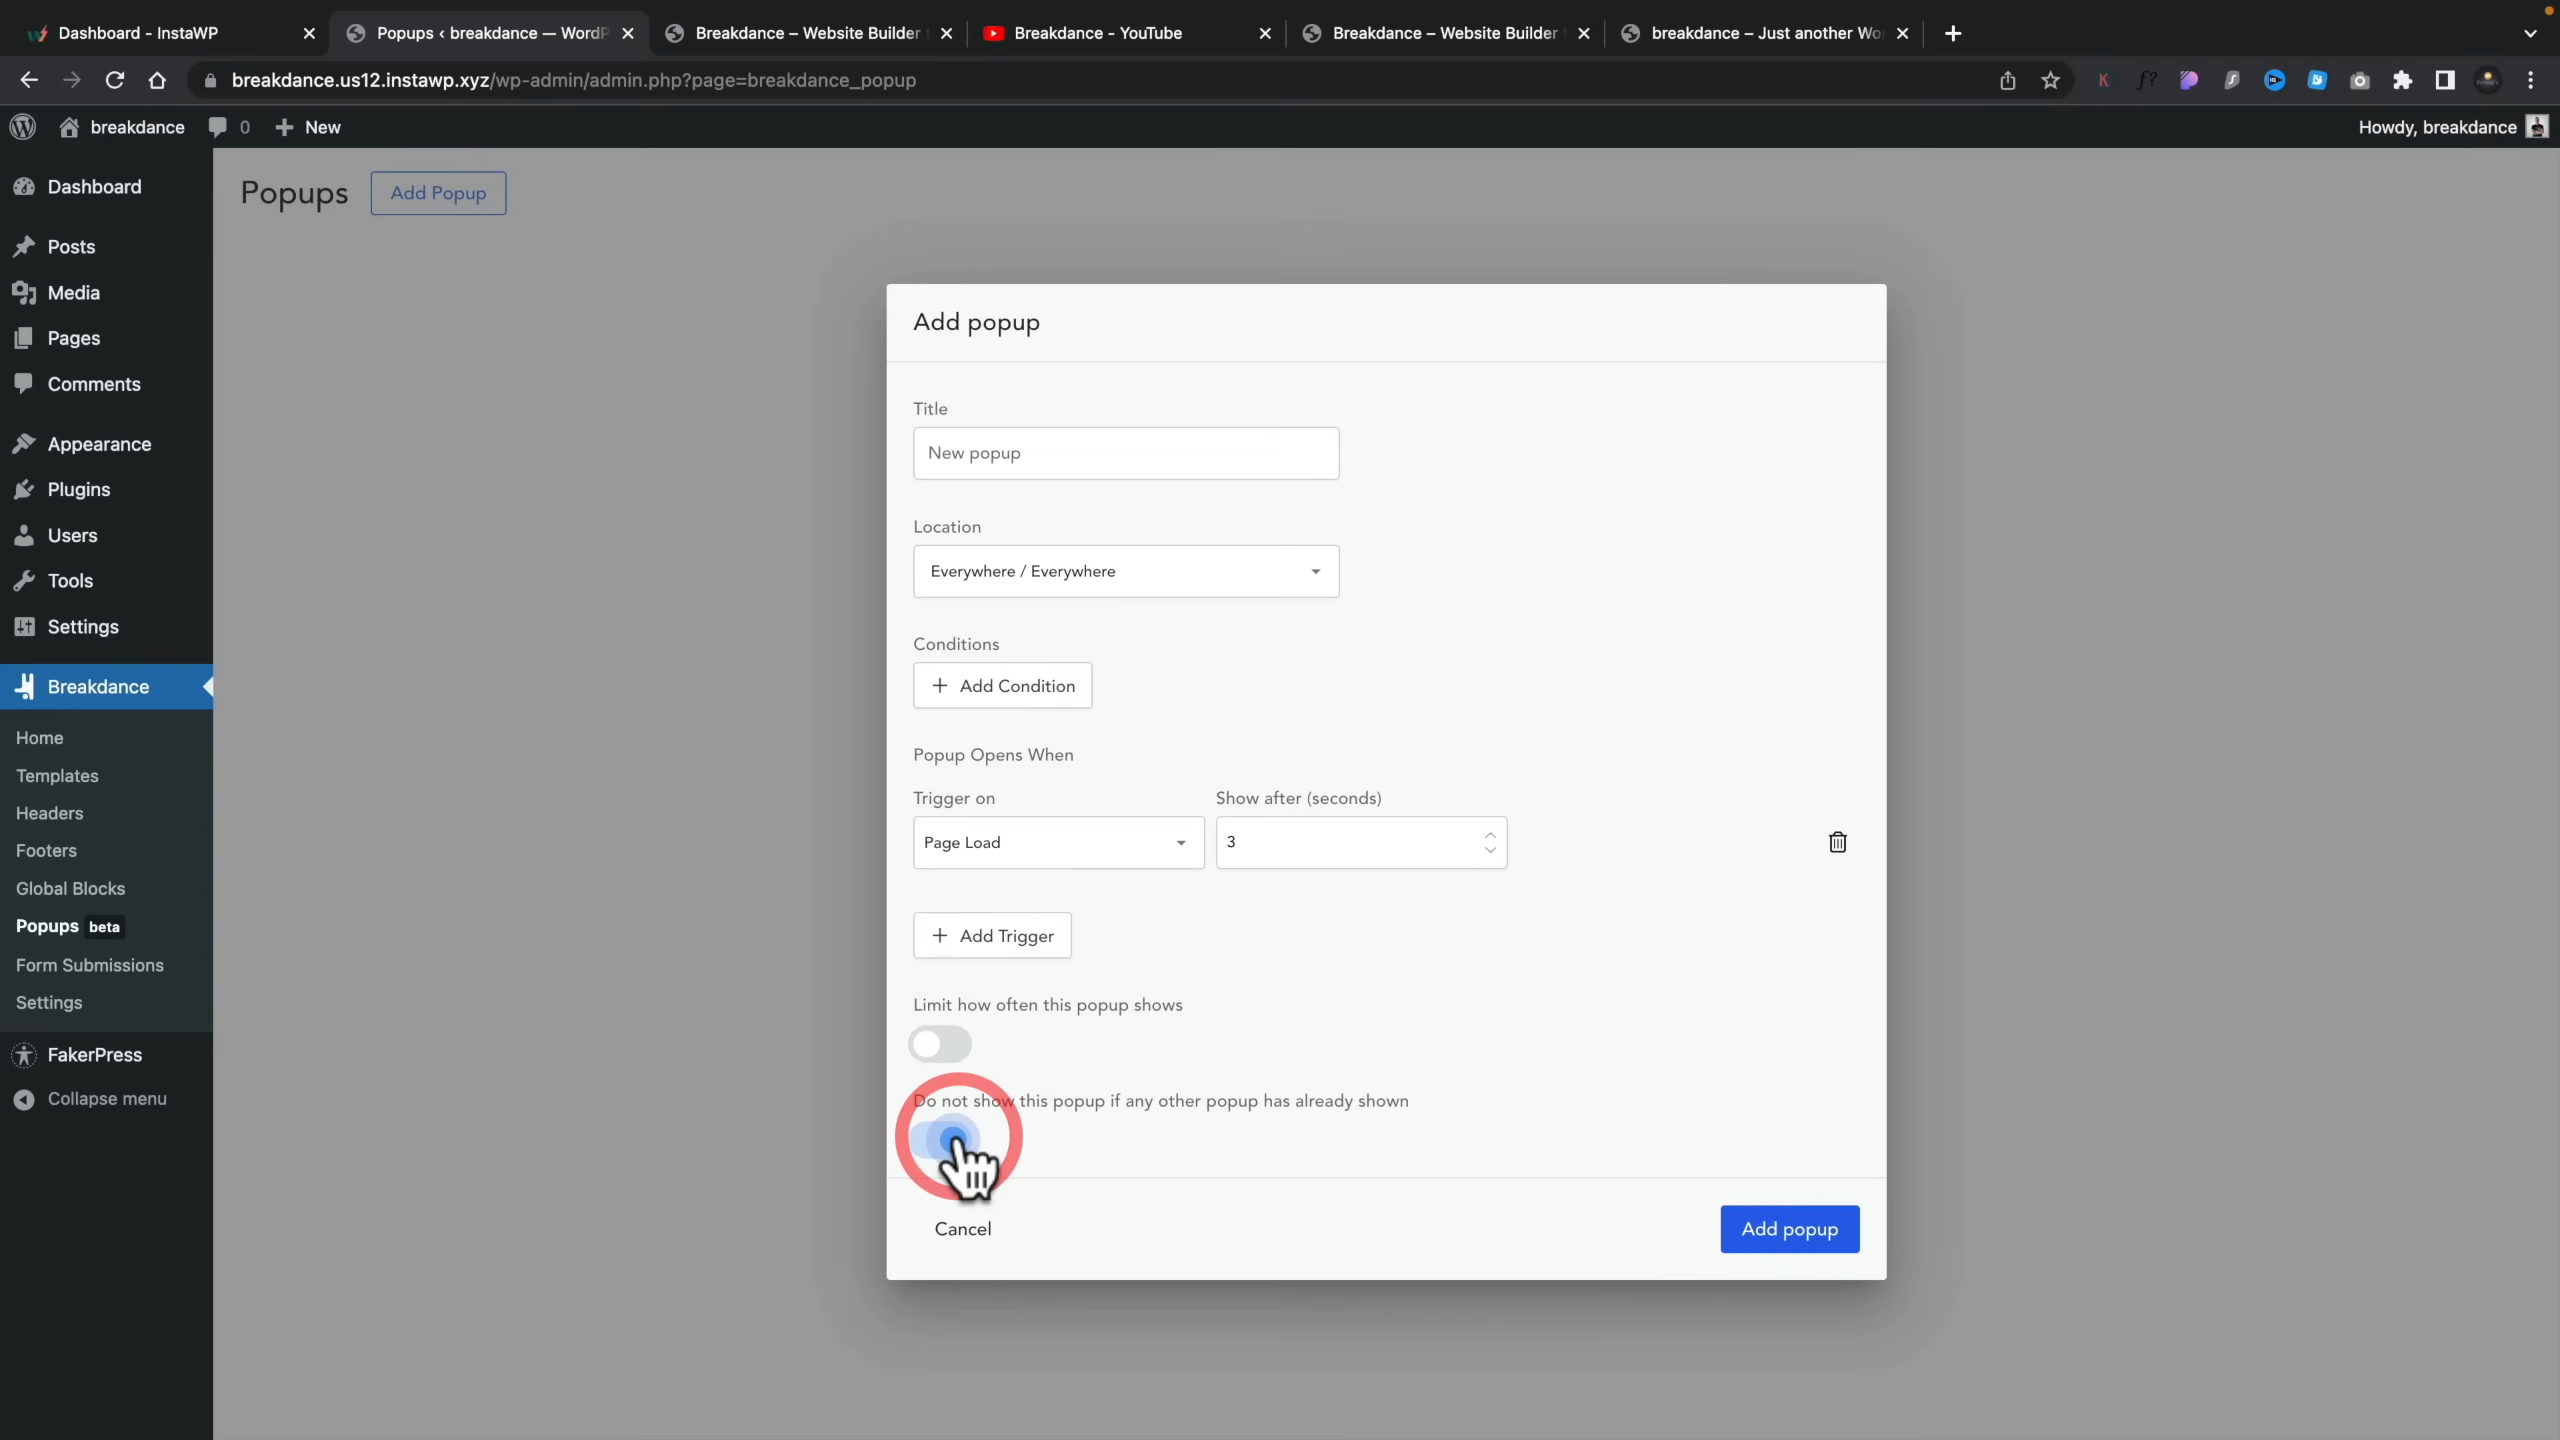 Dashboard - InstaWP
Popups ‹ breakdance — WordP
Breakdance – Website Builder
Breakdance - YouTube
Breakdance – Website Builder
breakdance – Just another Wo
breakdance.us12.instawp.xyz/wp-admin/admin.php?page=breakdance_popup
breakdance
0
New
Howdy, breakdance
Dashboard
Posts
Media
Pages
Comments
Appearance
Plugins
Users
Tools
Settings
Breakdance
Home
Templates
Headers
Footers
Global Blocks
Popups beta
Form Submissions
Settings
FakerPress
Collapse menu
Popups
Add Popup
Add popup
Title
New popup
Location
Everywhere / Everywhere
Conditions
Add Condition
Popup Opens When
Trigger on
Show after (seconds)
Page Load
3
Add Trigger
Limit how often this popup shows
Do not show this popup if any other popup has already shown
Cancel
Add popup